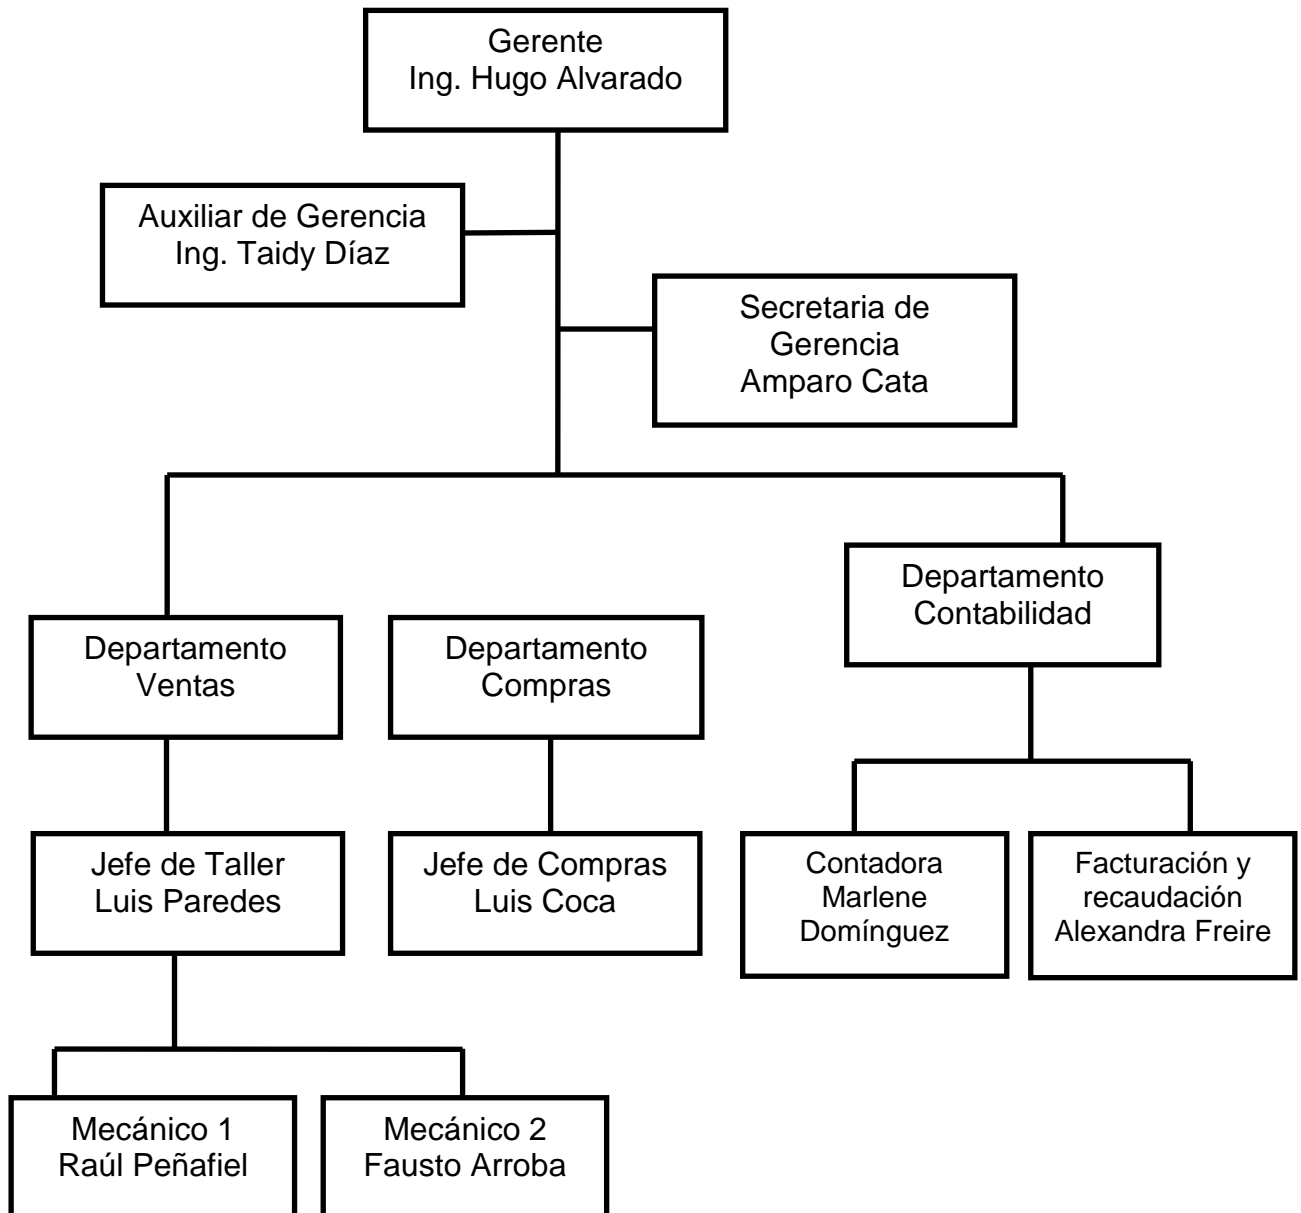 Gerente
Ing. Hugo Alvarado
Auxiliar de Gerencia
Ing. Taidy Díaz
Secretaria de
Gerencia
Amparo Cata
Departamento
Contabilidad
Departamento
Ventas
Departamento
Compras
Jefe de Taller
Luis Paredes
Jefe de Compras
Luis Coca
Contadora
Marlene
Domínguez
Facturación y
recaudación
Alexandra Freire
Mecánico 1
Raúl Peñafiel
Mecánico 2
Fausto Arroba